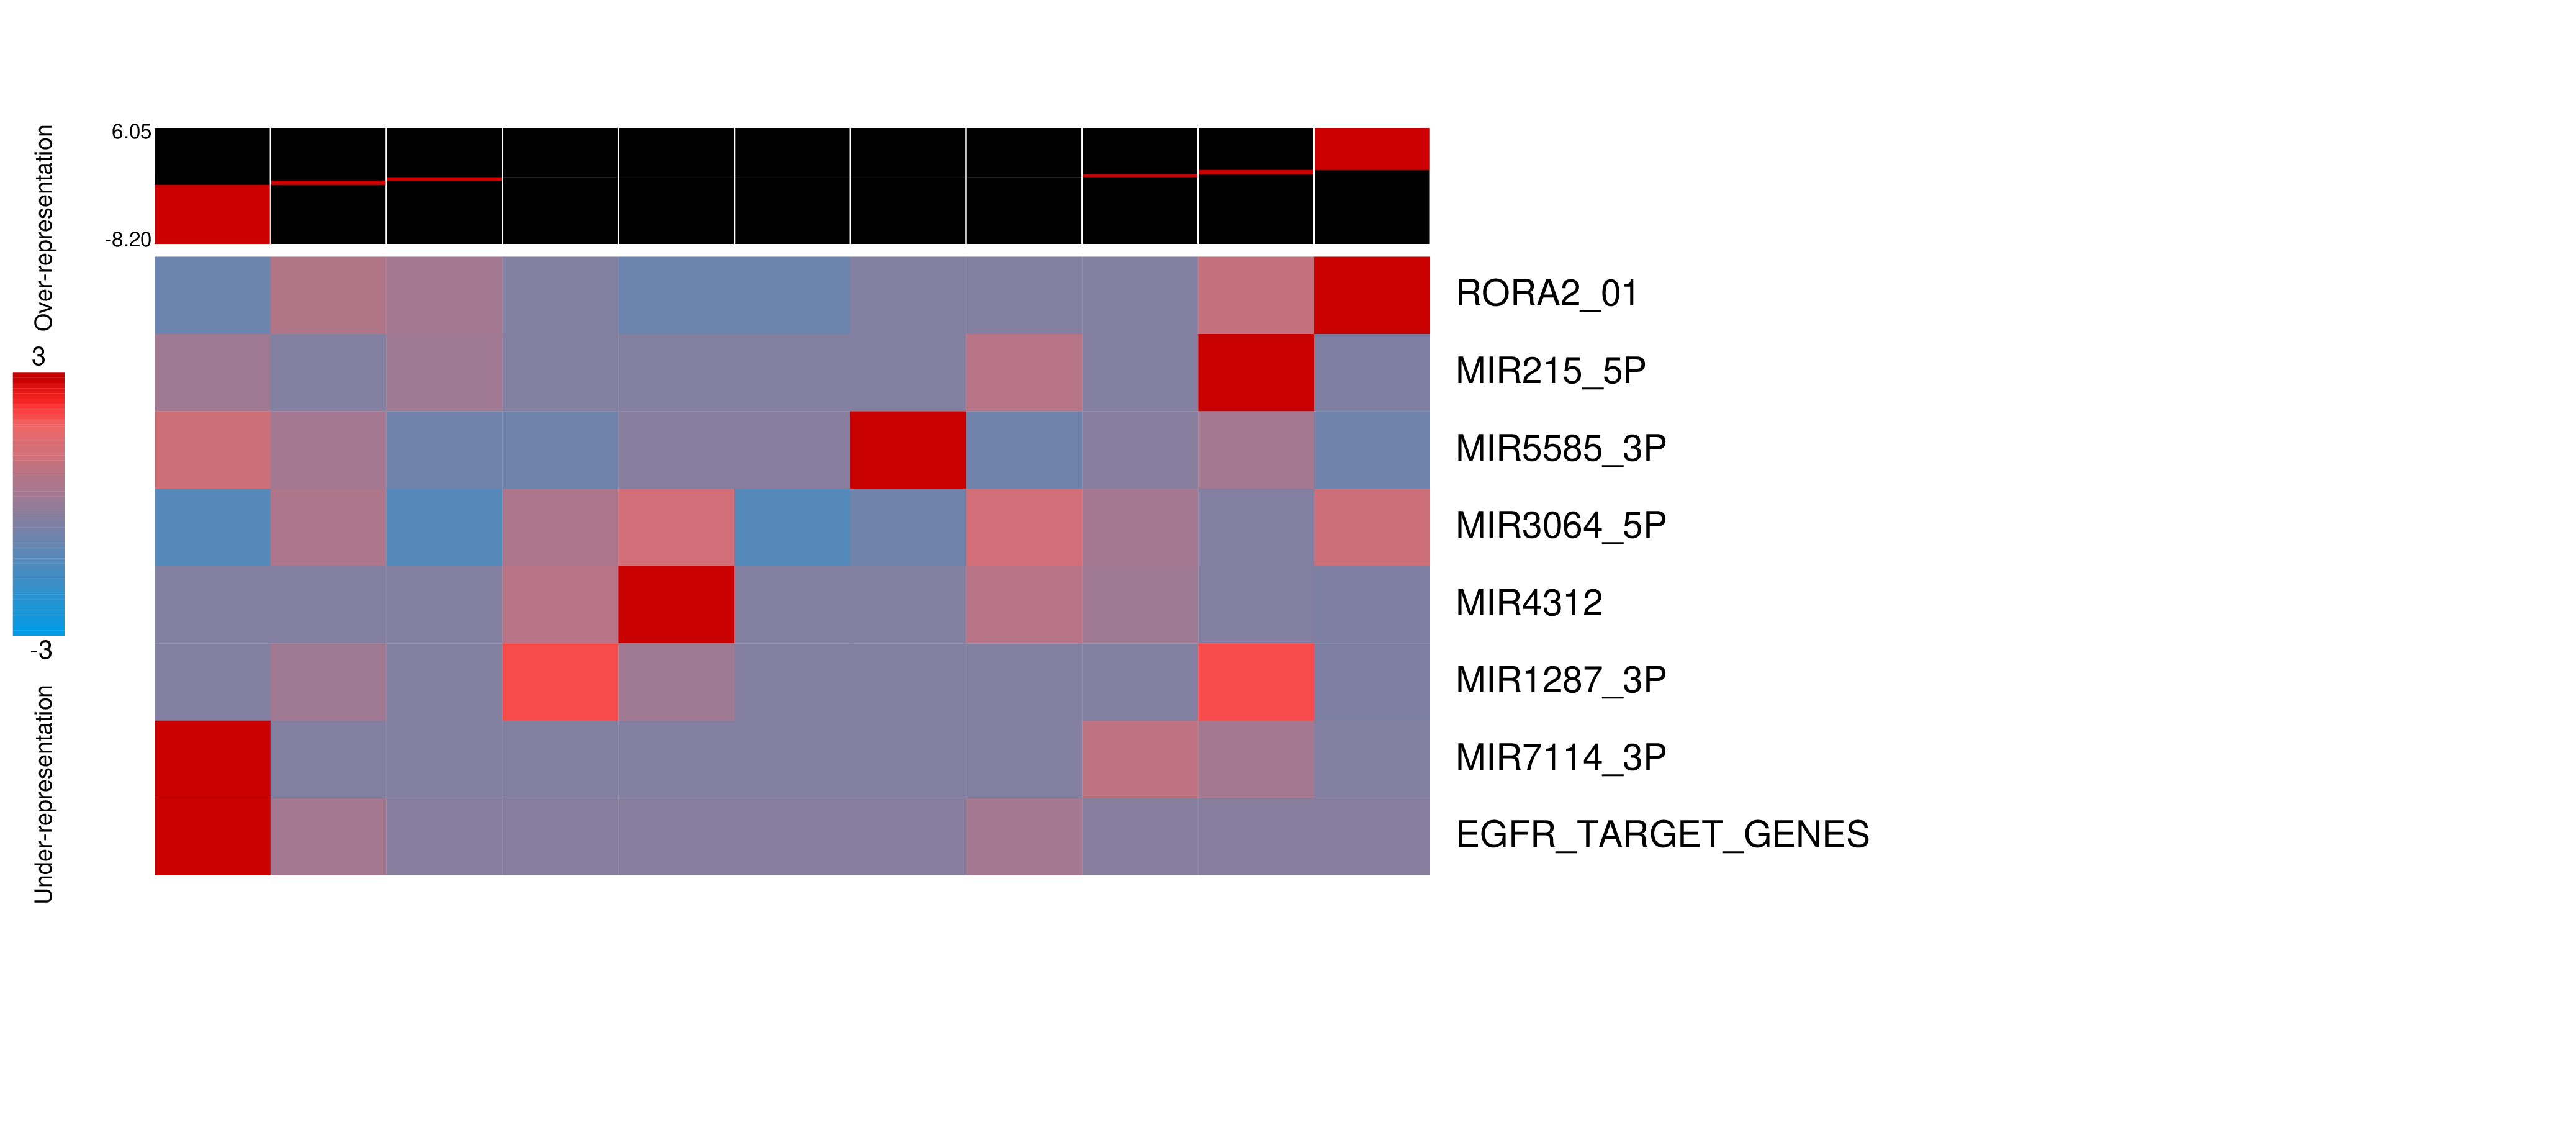 Over-representation
3
-3
Under-representation
6.05
-8.20
RORA2_01
MIR215_5P
MIR5585_3P
MIR3064_5P
MIR4312
MIR1287_3P
MIR7114_3P
EGFR_TARGET_GENES